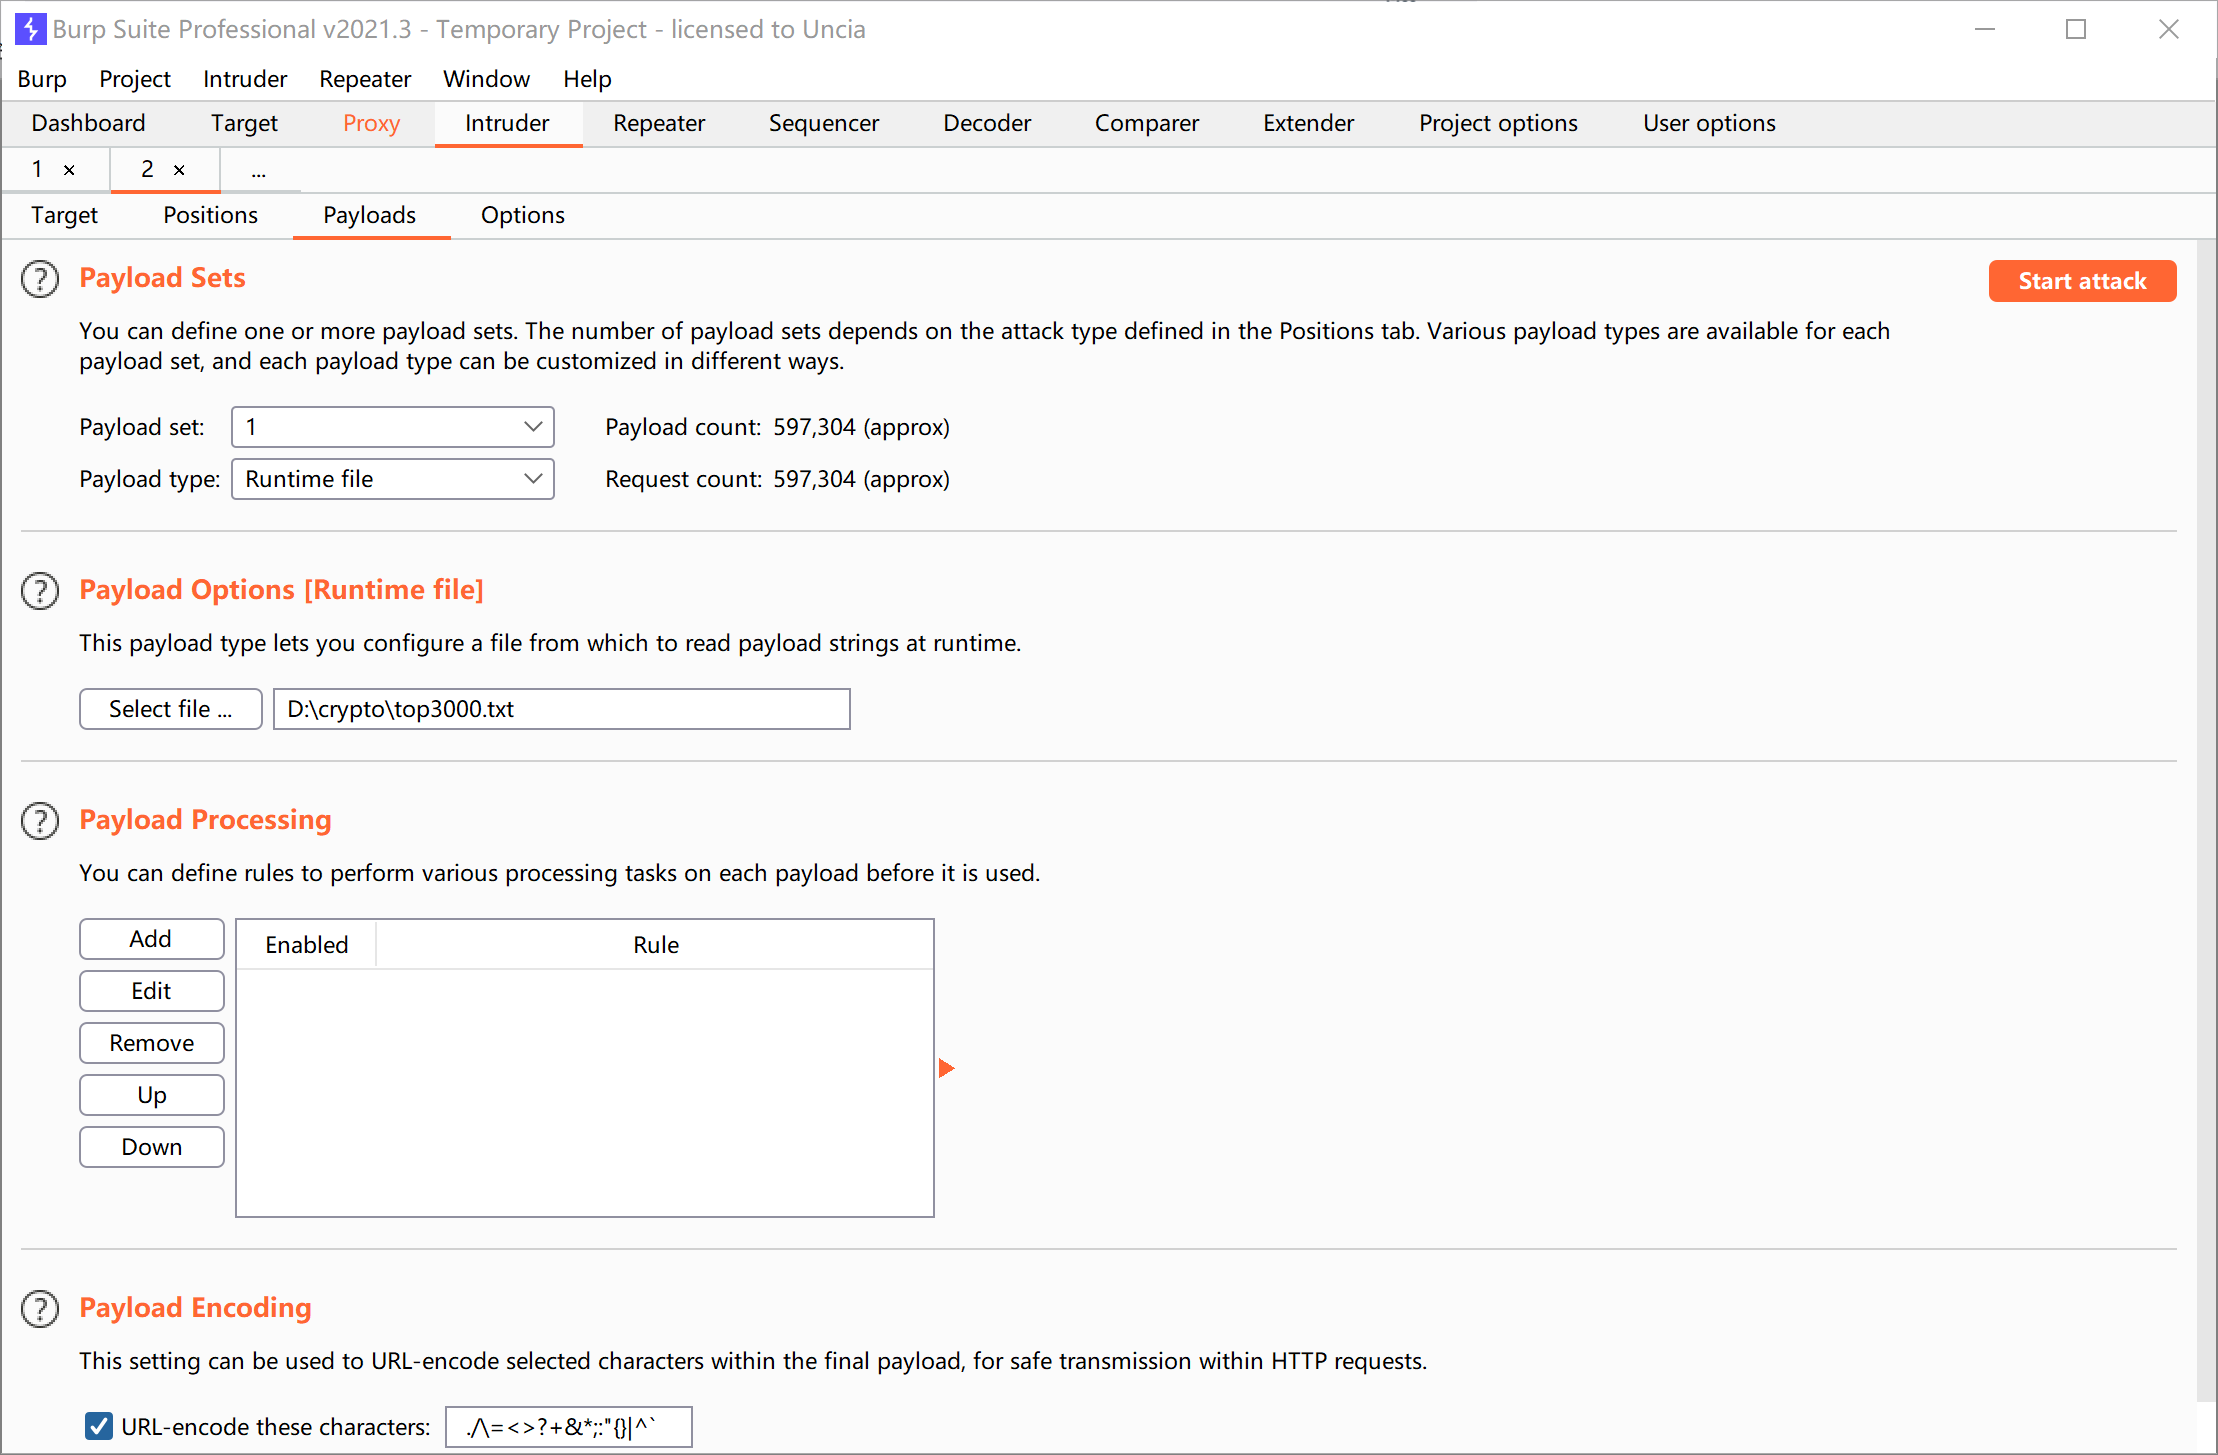 Burp Suite Professional v2021.3 - Temporary Project - licensed to Uncia
Burp Project Intruder Repeater Window Help
Dashboard Target Proxy Intruder Repeater Sequencer Decoder Comparer Extender Project options User options
1 × 2 × ...
Target Positions Payloads Options
Payload Sets
Start attack
You can define one or more payload sets. The number of payload sets depends on the attack type defined in the Positions tab. Various payload types are available for each
payload set, and each payload type can be customized in different ways.
Payload set: 1 Payload count: 597,304 (approx)
Payload type: Runtime file Request count: 597,304 (approx)
Payload Options [Runtime file]
This payload type lets you configure a file from which to read payload strings at runtime.
Select file ... D:\crypto\top3000.txt
Payload Processing
You can define rules to perform various processing tasks on each payload before it is used.
Add
Edit
Remove
Up
Down
Enabled Rule
Payload Encoding
This setting can be used to URL-encode selected characters within the final payload, for safe transmission within HTTP requests.
URL-encode these characters: ./\=<>?+&*;:"{}|^`